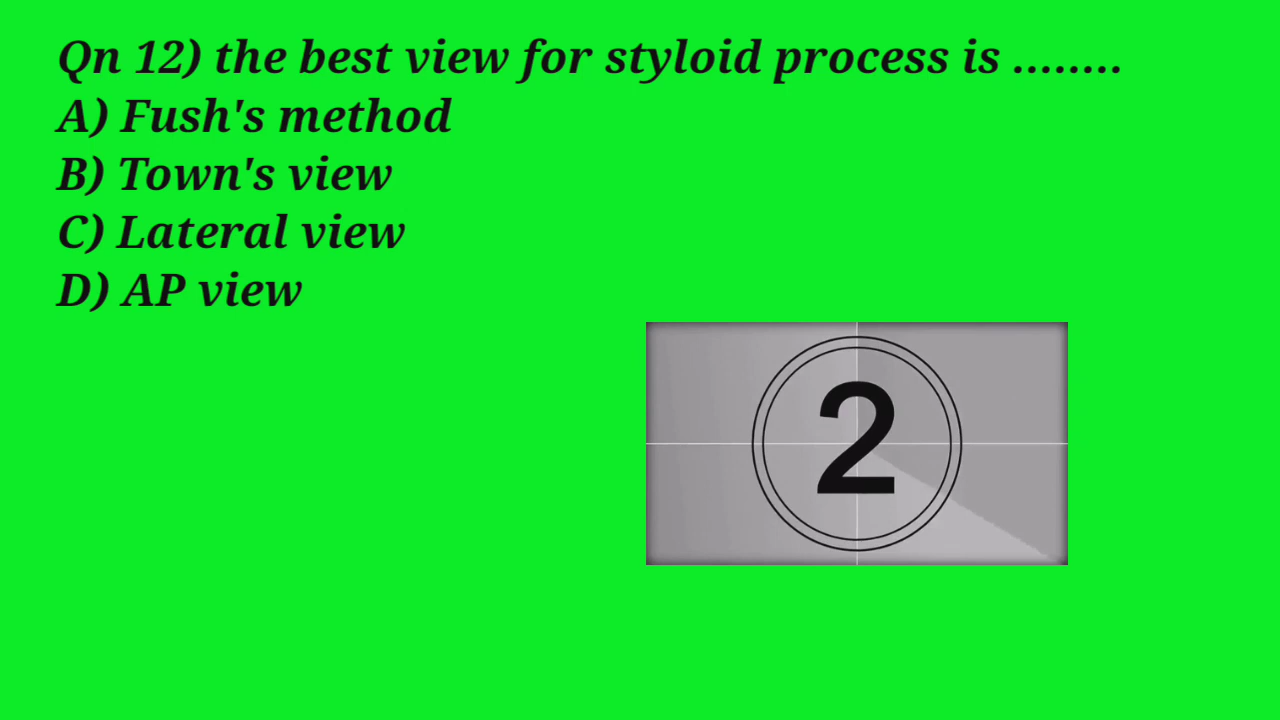 Qn 12) the best view for styloid process is ........
A) Fush's method
B) Town's view
C) Lateral view
D) AP view
2